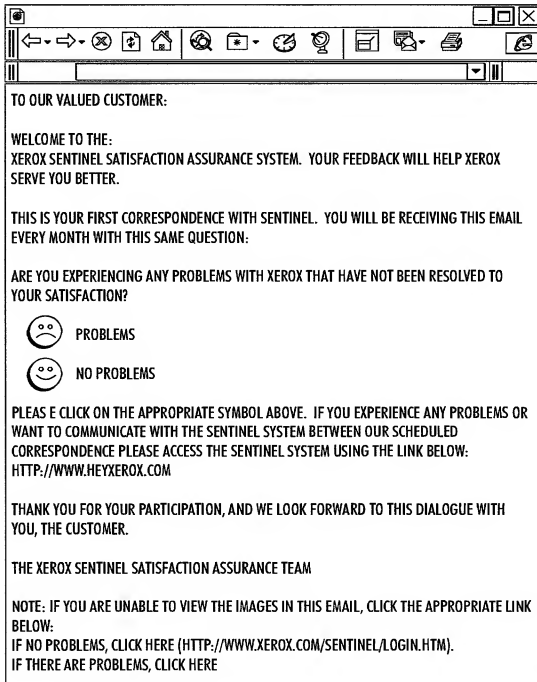 TO OUR VALUED CUSTOMER:
WELCOME TO THE:
XEROX SENTINEL SATISFACTION ASSURANCE SYSTEM. YOUR FEEDBACK WILL HELP XEROX
SERVE YOU BETTER.
THIS IS YOUR FIRST CORRESPONDENCE WITH SENTINEL. YOU WILL BE RECEIVING THIS EMAIL
EVERY MONTH WITH THIS SAME QUESTION:
ARE YOU EXPERIENCING ANY PROBLEMS WITH XEROX THAT HAVE NOT BEEN RESOLVED TO
YOUR SATISFACTION?
PROBLEMS
NO PROBLEMS
PLEAS E CLICK ON THE APPROPRIATE SYMBOL ABOVE. IF YOU EXPERIENCE ANY PROBLEMS OR
WANT TO COMMUNICATE WITH THE SENTINEL SYSTEM BETWEEN OUR SCHEDULED
CORRESPONDENCE PLEASE ACCESS THE SENTINEL SYSTEM USING THE LINK BELOW:
HTTP://WWW.HEYXEROX.COM
THANK YOU FOR YOUR PARTICIPATION, AND WE LOOK FORWARD TO THIS DIALOGUE WITH
YOU, THE CUSTOMER.
THE XEROX SENTINEL SATISFACTION ASSURANCE TEAM
NOTE: IF YOU ARE UNABLE TO VIEW THE IMAGES IN THIS EMAIL, CLICK THE APPROPRIATE LINK
BELOW:
IF NO PROBLEMS, CLICK HERE (HTTP://WWW.XEROX.COM/SENTINEL/LOGIN.HTM).
IF THERE ARE PROBLEMS, CLICK HERE